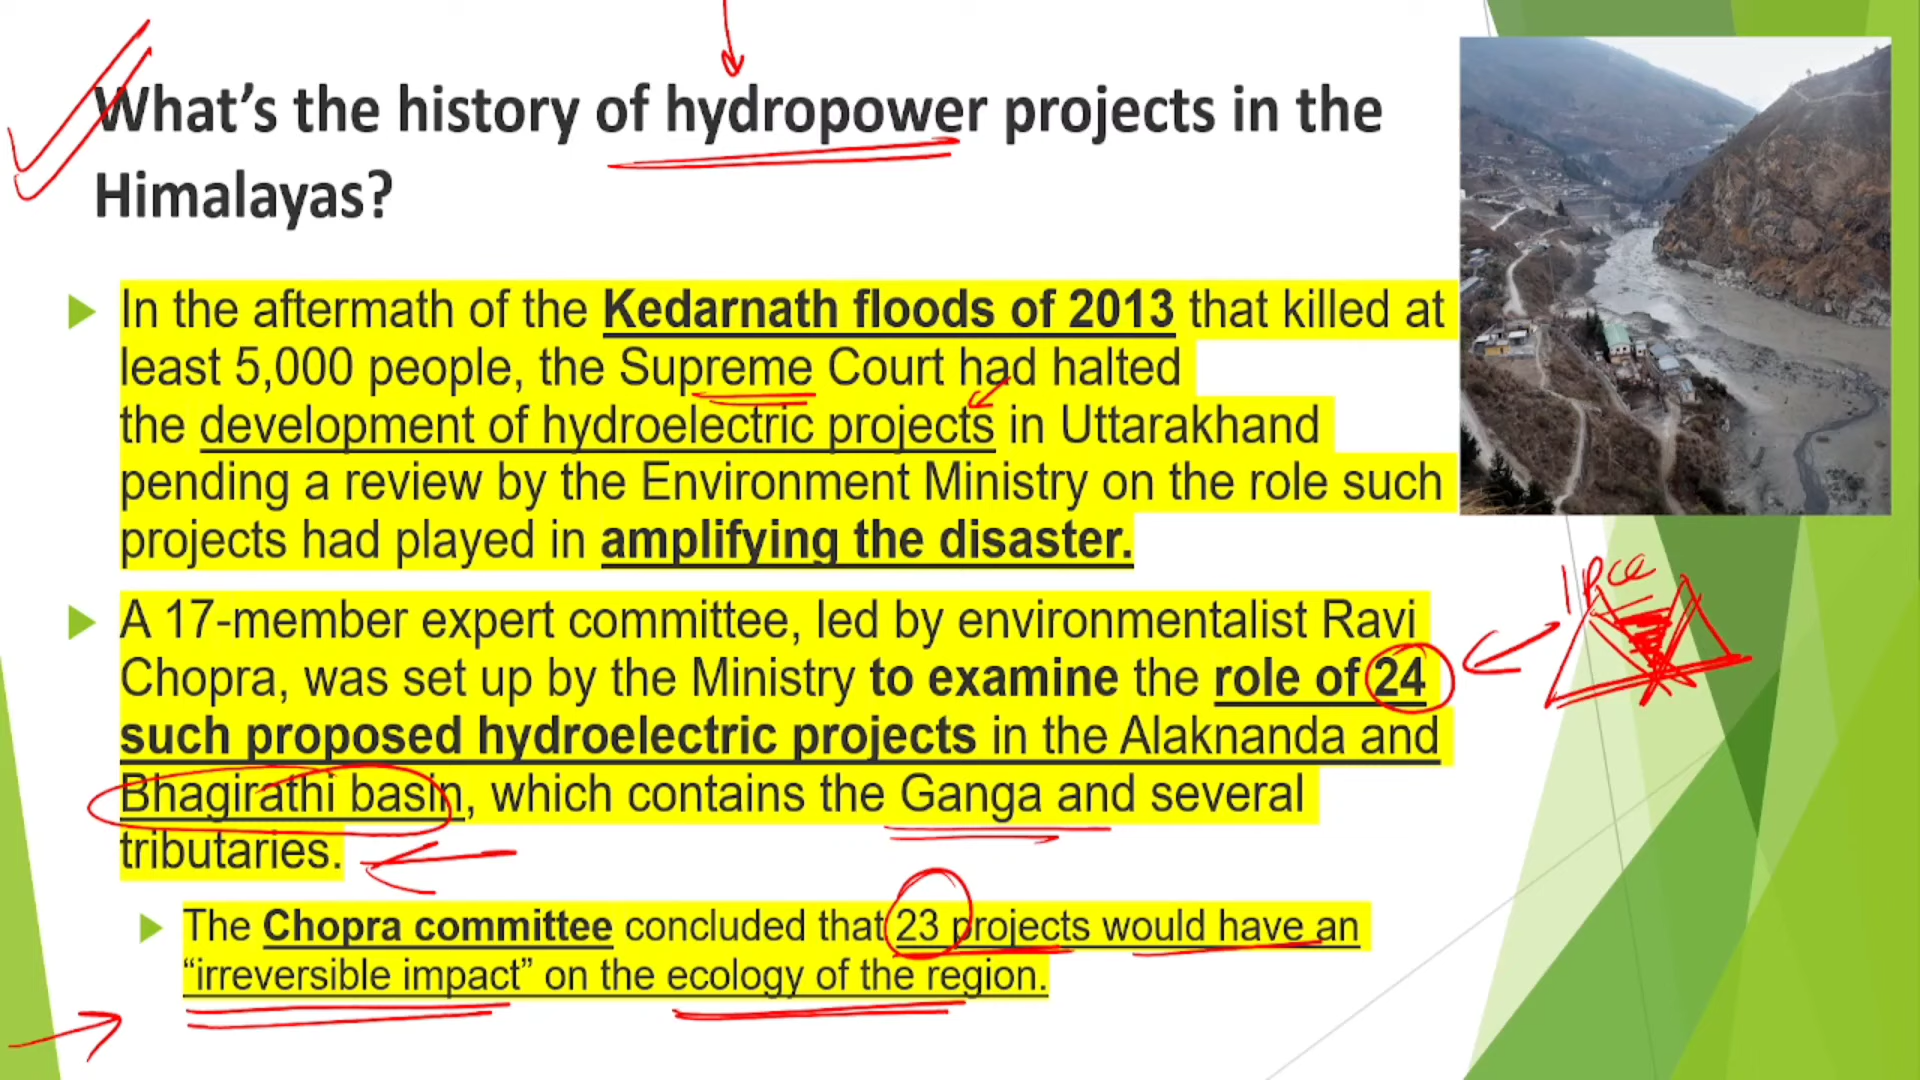 What’s the history of hydropower projects in the
Himalayas?
In the aftermath of the Kedarnath floods of 2013 that killed at
least 5,000 people, the Supreme Court had halted
the development of hydroelectric projects in Uttarakhand
pending a review by the Environment Ministry on the role such
projects had played in amplifying the disaster.
A 17-member expert committee, led by environmentalist Ravi
Chopra, was set up by the Ministry to examine the role of 24
such proposed hydroelectric projects in the Alaknanda and
Bhagirathi basin, which contains the Ganga and several
tributaries.
The Chopra committee concluded that 23 projects would have an
“irreversible impact” on the ecology of the region.